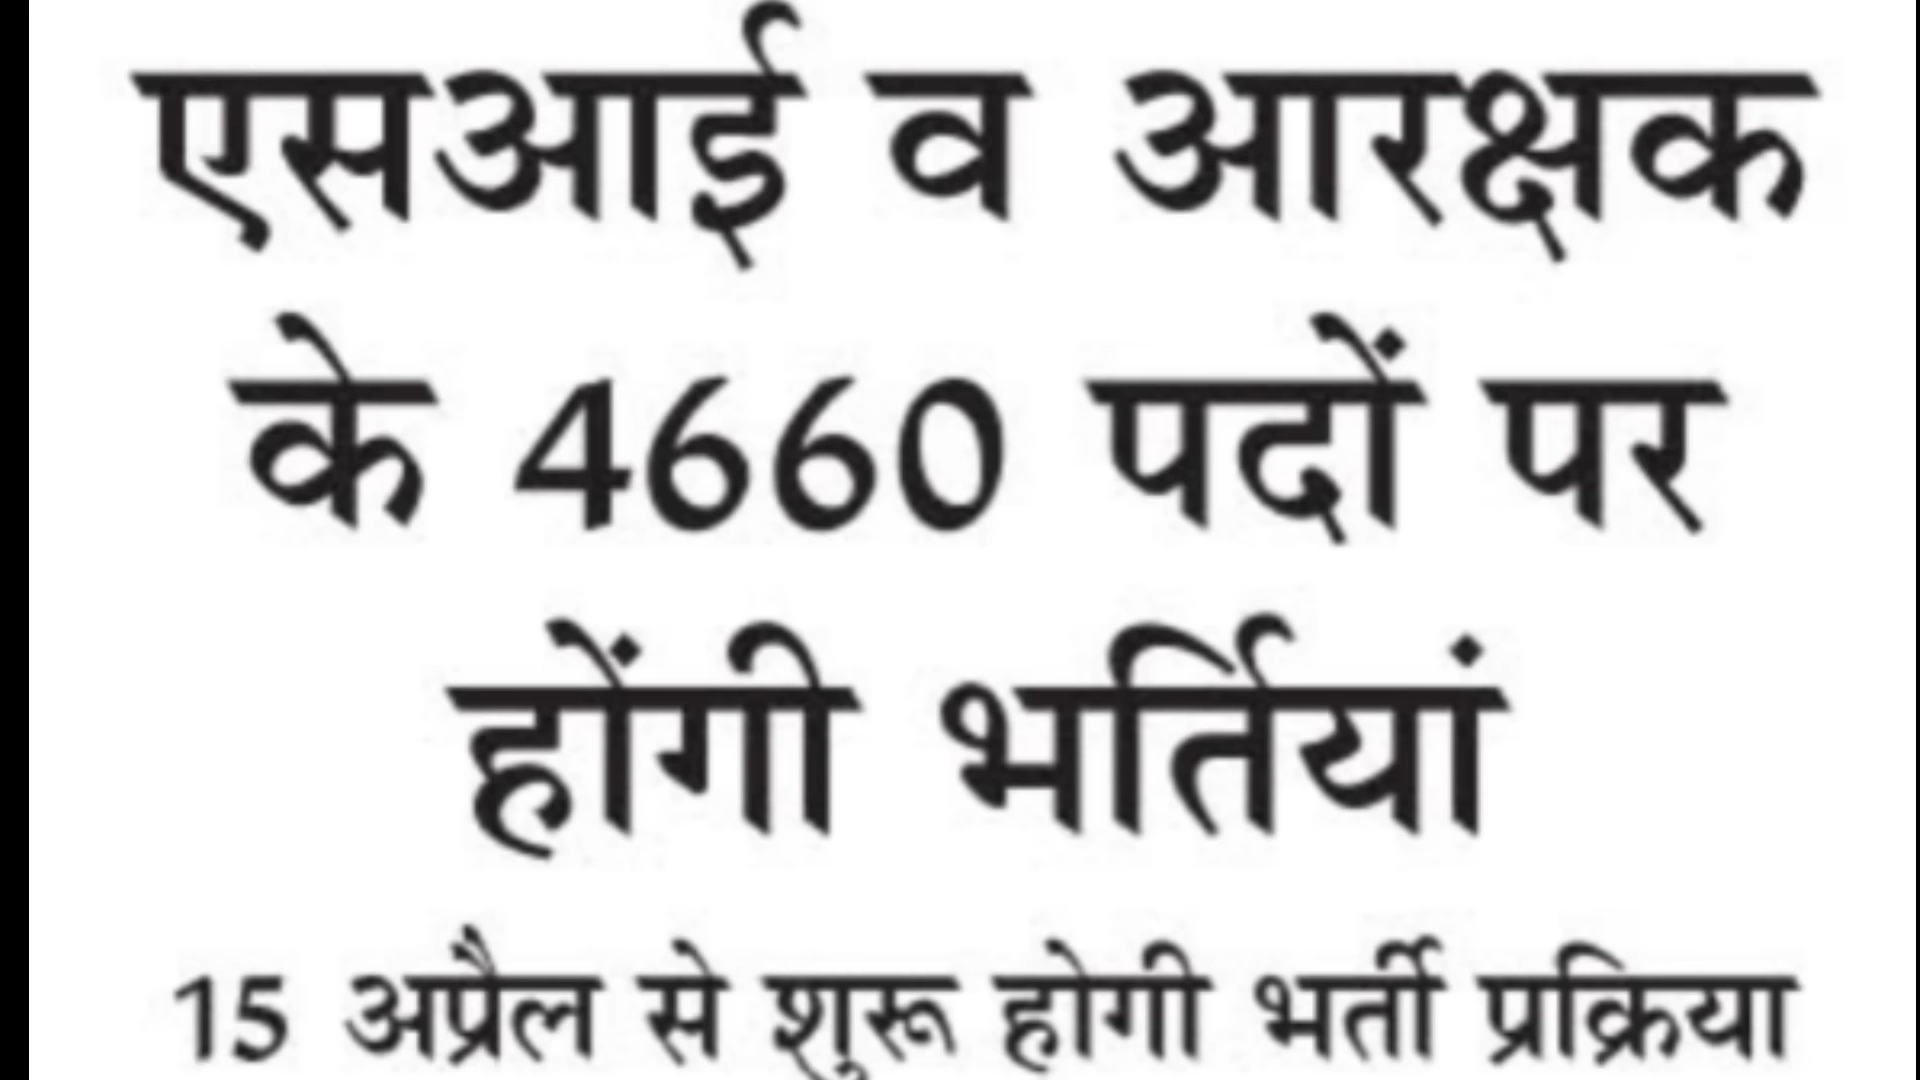 एसआई व आरक्षक
के 4660 पदों पर
होंगी भर्तियां
15 अप्रैल से शुरू होगी भर्ती प्रक्रिया